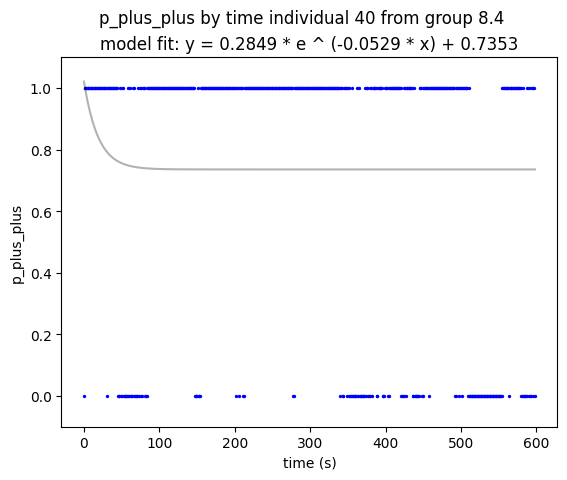 p_plus_plus by time individual 40 from group 8.4
model fit: y = 0.2849 * e ^ (-0.0529 * x) + 0.7353
1.0
0.8
0.6
0.4
0.2
0.0
p_plus_plus
0 100 200 300 400 500 600
time (s)